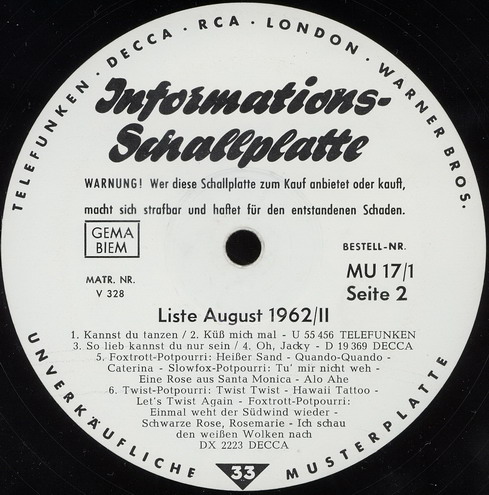 TELEFUNKEN · DECCA · RCA · LONDON · WARNER BROS.
Informations-
Schallplatte
WARNUNG! Wer diese Schallplatte zum Kauf anbietet oder kauft,
macht sich strafbar und haftet für den entstandenen Schaden.
GEMA
BIEM
BESTELL-NR.
MU 17/1
Seite 2
MATR. NR.
V 328
Liste August 1962/II
1. Kannst du tanzen / 2. Küß mich mal - U 55 456 TELEFUNKEN
3. So lieb kannst du nur sein / 4. Oh, Jacky - D 19 369 DECCA
5. Foxtrott-Potpourri: Heißer Sand - Quando-Quando -
Caterina - Slowfox-Potpourri: Tu' mir nicht weh -
Eine Rose aus Santa Monica - Alo Ahe
6. Twist-Potpourri: Twist Twist - Hawaii Tattoo -
Let's Twist Again - Foxtrott-Potpourri:
Einmal weht der Südwind wieder -
Schwarze Rose, Rosemarie - Ich schau
den weißen Wolken nach
DX 2223 DECCA
UNVERKÄUFLICHE 33 MUSTERPLATTE